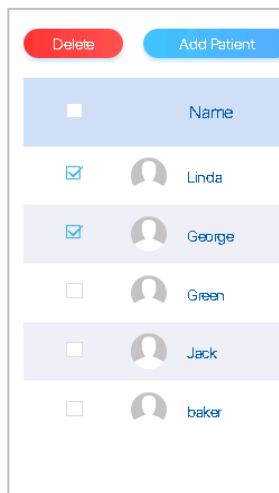 Delete Add Patient
Name
Linda
George
Green
Jack
baker